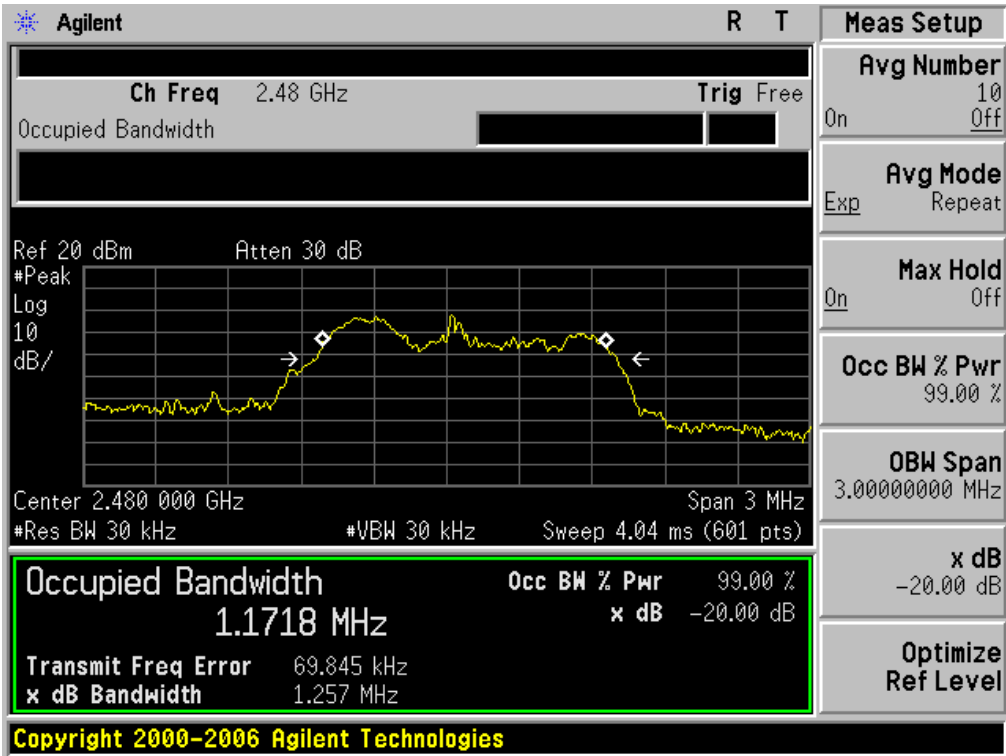 Agilent R T Meas Setup
Avg Number
10
On Off
Ch Freq 2.48 GHz Trig Free
Occupied Bandwidth
Avg Mode
Exp Repeat
Ref 20 dBm Atten 30 dB
#Peak
Log
10
dB/
Max Hold
On Off
Occ BW % Pwr
99.00 %
OBW Span
3.00000000 MHz
Center 2.480 000 GHz Span 3 MHz
#Res BW 30 kHz #VBW 30 kHz Sweep 4.04 ms (601 pts)
x dB
-20.00 dB
Occupied Bandwidth Occ BW % Pwr 99.00 %
1.1718 MHz x dB -20.00 dB
Transmit Freq Error 69.845 kHz
x dB Bandwidth 1.257 MHz
Optimize
Ref Level
Copyright 2000-2006 Agilent Technologies